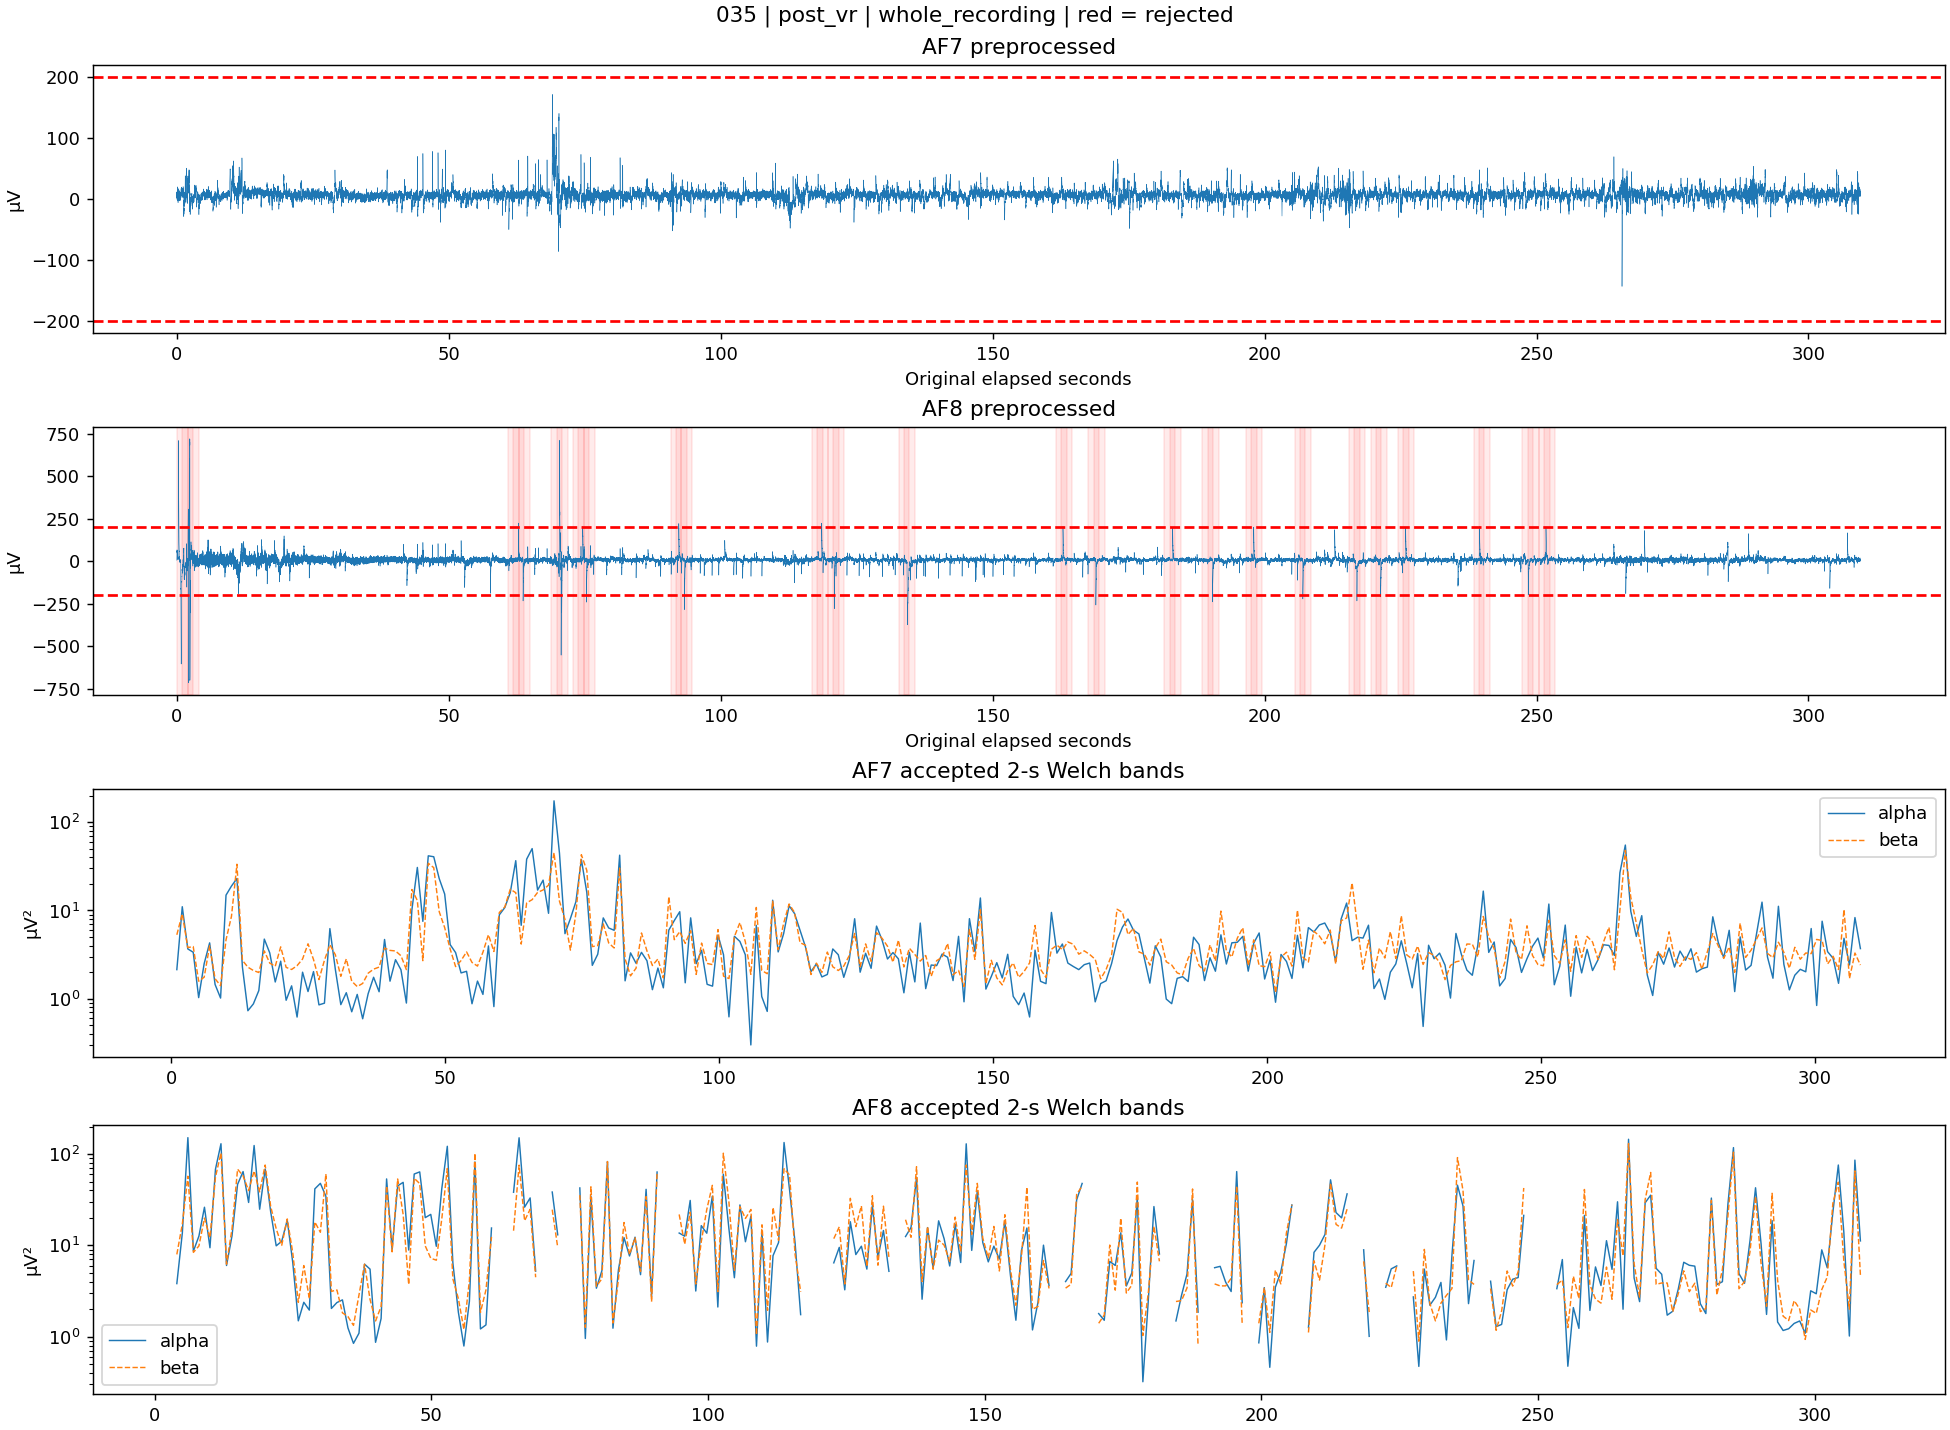 035 | post_vr | whole_recording | red = rejected
AF7 preprocessed
µV
200
100
0
−100
−200
0 50 100 150 200 250 300
Original elapsed seconds
AF8 preprocessed
µV
750
500
250
0
−250
−500
−750
0 50 100 150 200 250 300
Original elapsed seconds
AF7 accepted 2-s Welch bands
µV²
10²
10¹
10⁰
alpha
beta
0 50 100 150 200 250 300
AF8 accepted 2-s Welch bands
µV²
10²
10¹
10⁰
alpha
beta
0 50 100 150 200 250 300